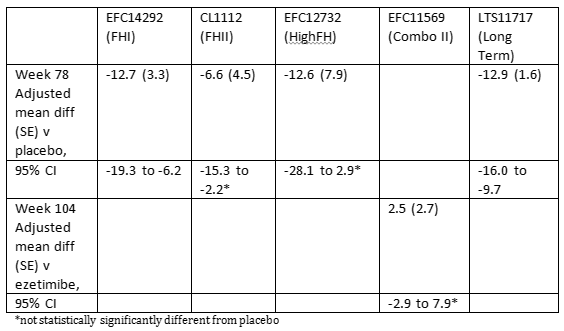 EFC14292 (FHI)
CL1112 (FHII)
EFC12732 (HighFH)
EFC11569 (Combo II)
LTS11717 (Long Term)
Week 78 Adjusted mean diff (SE) v placebo,
-12.7 (3.3)
-6.6 (4.5)
-12.6 (7.9)
-12.9 (1.6)
95% CI
-19.3 to -6.2
-15.3 to -2.2*
-28.1 to 2.9*
-16.0 to -9.7
Week 104 Adjusted mean diff (SE) v ezetimibe,
2.5 (2.7)
95% CI
-2.9 to 7.9*
*not statistically significantly different from placebo